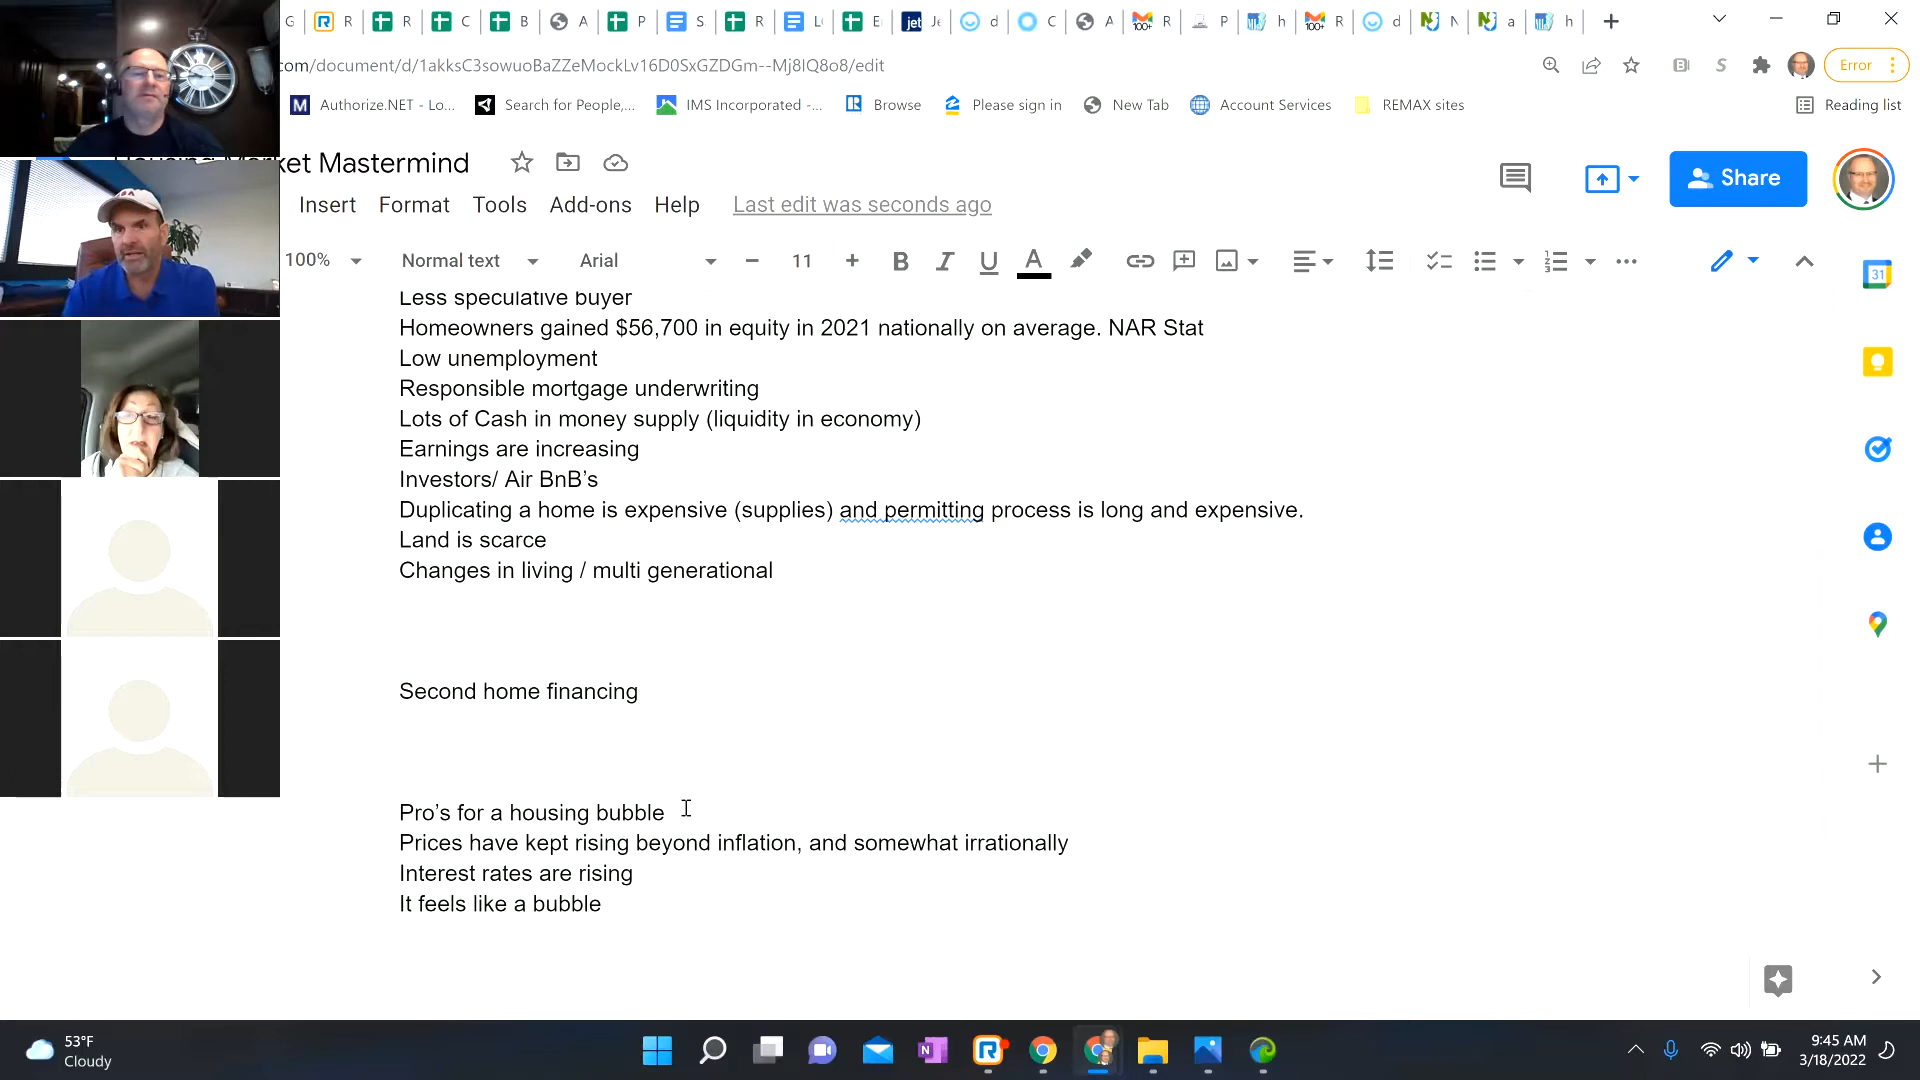 G R R C B A P S R L E Je d C A R P h R d N a h
com/document/d/1akksC3sowuoBaZZeMockLv16D0SxGZDGm--Mj8IQ8o8/edit
Error
Authorize.NET - Lo... Search for People,... IMS Incorporated -... Browse Please sign in New Tab Account Services REMAX sites Reading list
ket Mastermind
Share
Insert Format Tools Add-ons Help Last edit was seconds ago
100% Normal text Arial 11
Less speculative buyer
Homeowners gained $56,700 in equity in 2021 nationally on average. NAR Stat
Low unemployment
Responsible mortgage underwriting
Lots of Cash in money supply (liquidity in economy)
Earnings are increasing
Investors/ Air BnB’s
Duplicating a home is expensive (supplies) and permitting process is long and expensive.
Land is scarce
Changes in living / multi generational
Second home financing
Pro’s for a housing bubble
Prices have kept rising beyond inflation, and somewhat irrationally
Interest rates are rising
It feels like a bubble
53°F
Cloudy
9:45 AM
3/18/2022